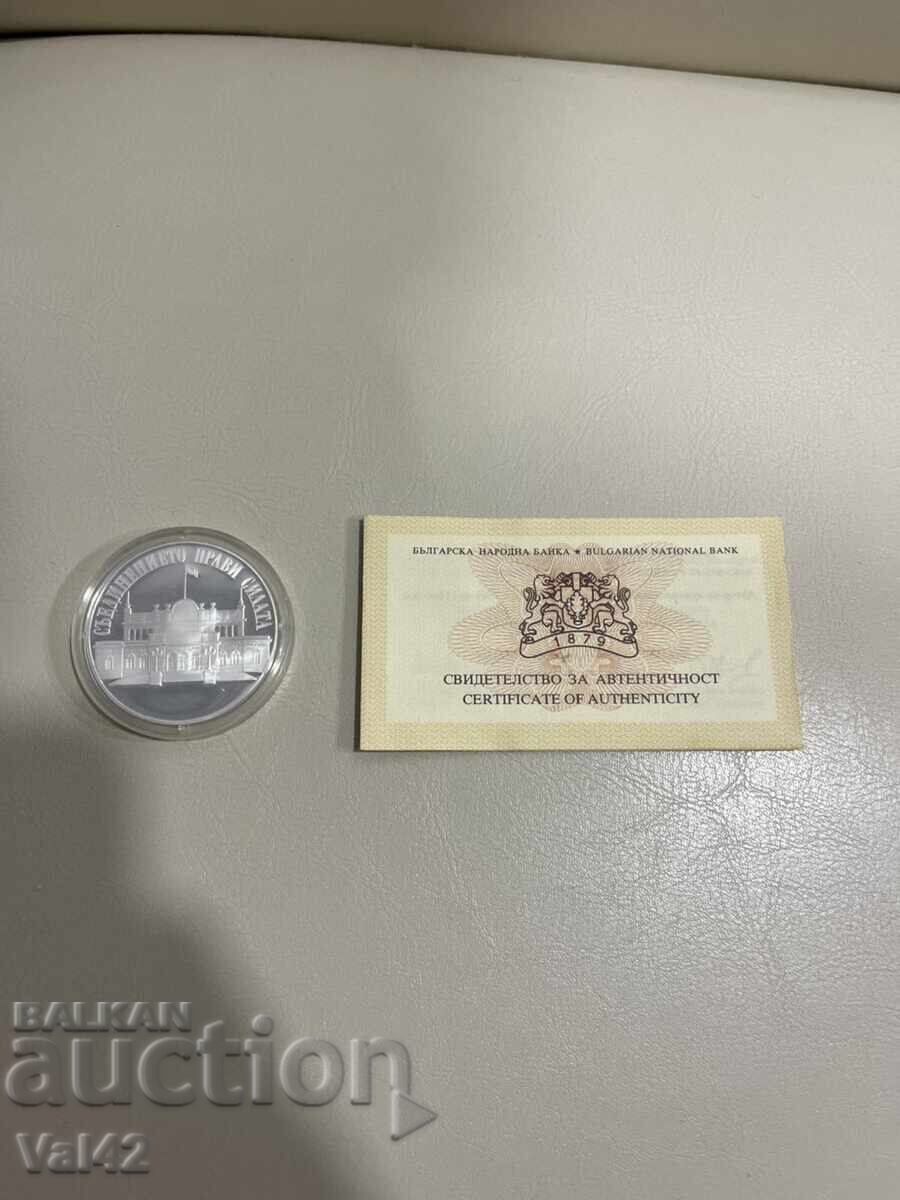 СЪЕДИНЕНИЕТО ПРАВИ СИЛАТА
БЪЛГАРСКА НАРОДНА БАНКА ★ BULGARIAN NATIONAL BANK
1879
СВИДЕТЕЛСТВО ЗА АВТЕНТИЧНОСТ
CERTIFICATE OF AUTHENTICITY
BALKAN
auction
Val42